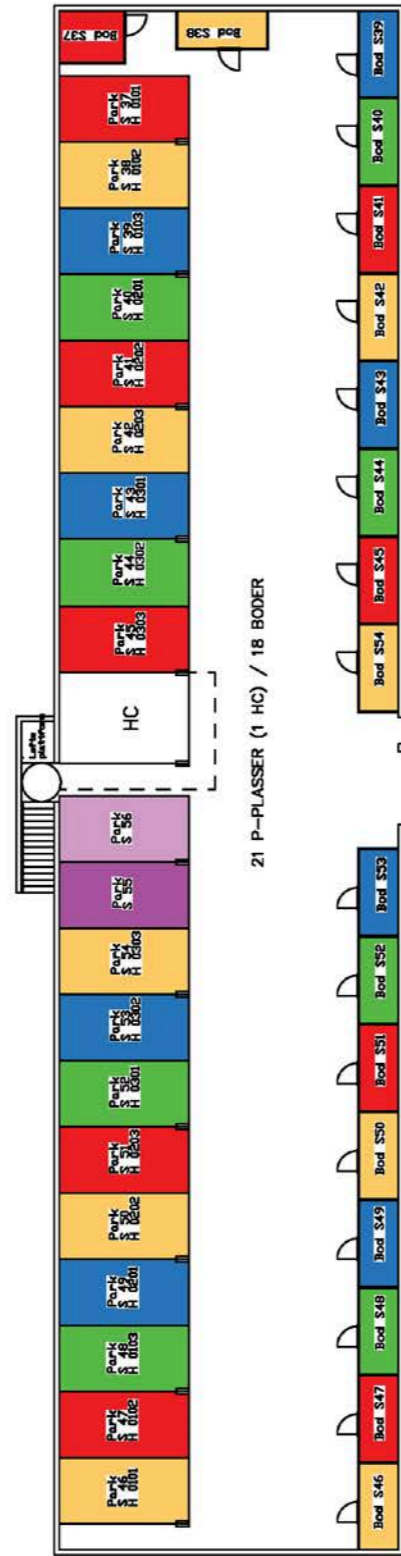 Bod S37
Bod S38
Park
S 37
H 0101
Park
S 38
H 0102
Park
S 39
H 0103
Park
S 40
H 0201
Park
S 41
H 0202
Park
S 42
H 0203
Park
S 43
H 0301
Park
S 44
H 0302
Park
S 45
H 0303
HC
Løfte
plattform
Park
S 56
Park
S 55
Park
S 54
H 0303
Park
S 53
H 0302
Park
S 52
H 0301
Park
S 51
H 0203
Park
S 50
H 0202
Park
S 49
H 0201
Park
S 48
H 0103
Park
S 47
H 0102
Park
S 46
H 0101
21 P-PLASSER (1 HC) / 18 BODER
Bod S39
Bod S40
Bod S41
Bod S42
Bod S43
Bod S44
Bod S45
Bod S54
Bod S53
Bod S52
Bod S51
Bod S50
Bod S49
Bod S48
Bod S47
Bod S46